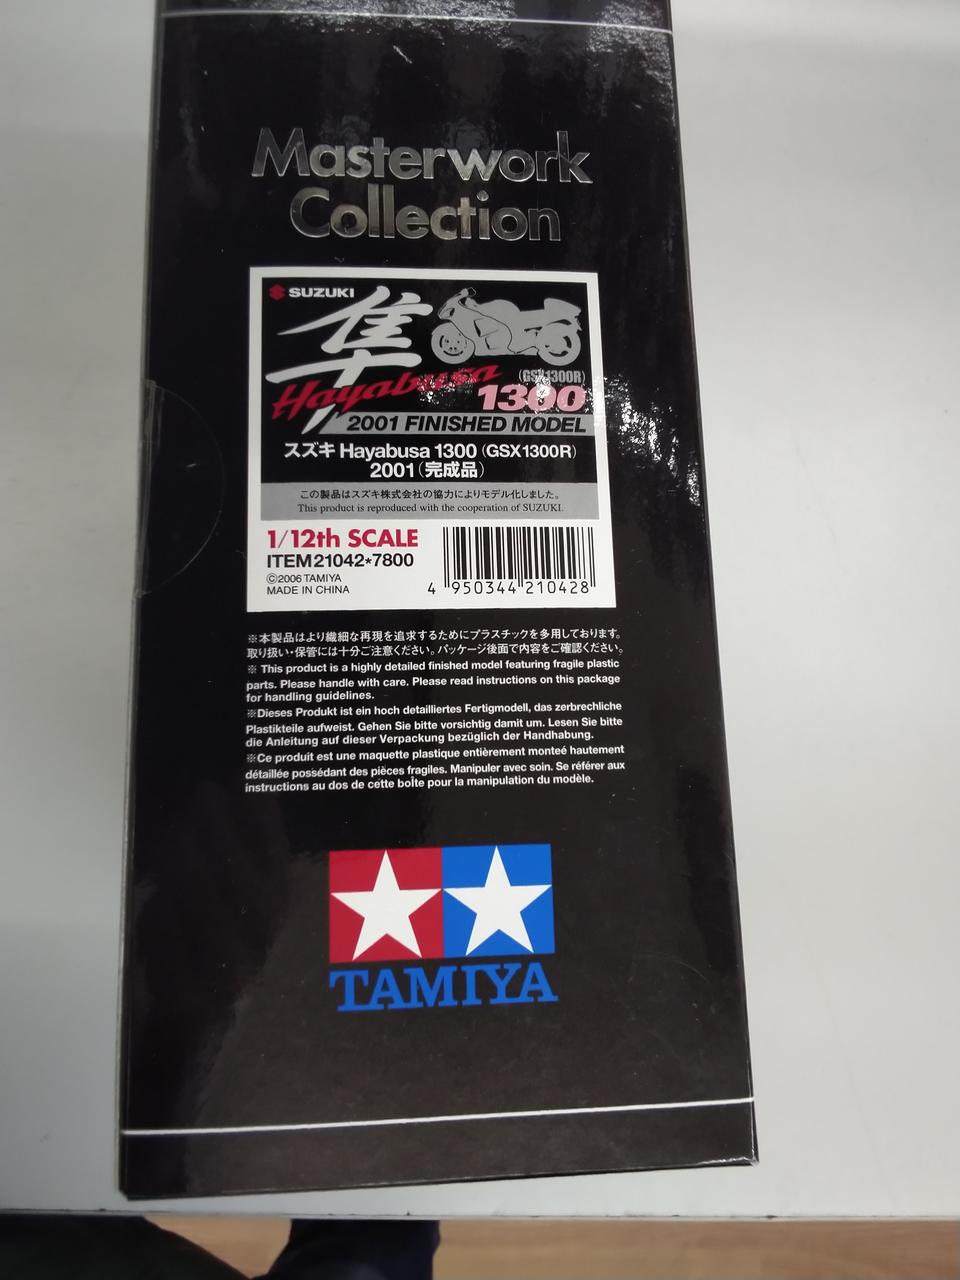 Masterwork
Collection
SUZUKI
隼
Hayabusa
(GSX1300R)
1300
2001 FINISHED MODEL
スズキ Hayabusa 1300 (GSX1300R)
2001 (完成品)
この製品はスズキ株式会社の協力によりモデル化しました。
This product is reproduced with the cooperation of SUZUKI.
1/12th SCALE
ITEM 21042*7800
©2006 TAMIYA
MADE IN CHINA
4 950344 210428
※本製品はより繊細な再現を追求するためにプラスチックを多用しております。
取り扱い・保管には十分ご注意ください。パッケージ後面で内容をご確認ください。
※ This product is a highly detailed finished model featuring fragile plastic
parts. Please handle with care. Please read instructions on this package
for handling guidelines.
※Dieses Produkt ist ein hoch detailliertes Fertigmodell, das zerbrechliche
Plastikteile aufweist. Gehen Sie bitte vorsichtig damit um. Lesen Sie bitte
die Anleitung auf dieser Verpackung bezüglich der Handhabung.
※Ce produit est une maquette plastique entièrement monteé hautement
détaillée possédant des pièces fragiles. Manipuler avec soin. Se référer aux
instructions au dos de cette boîte pour la manipulation du modèle.
TAMIYA